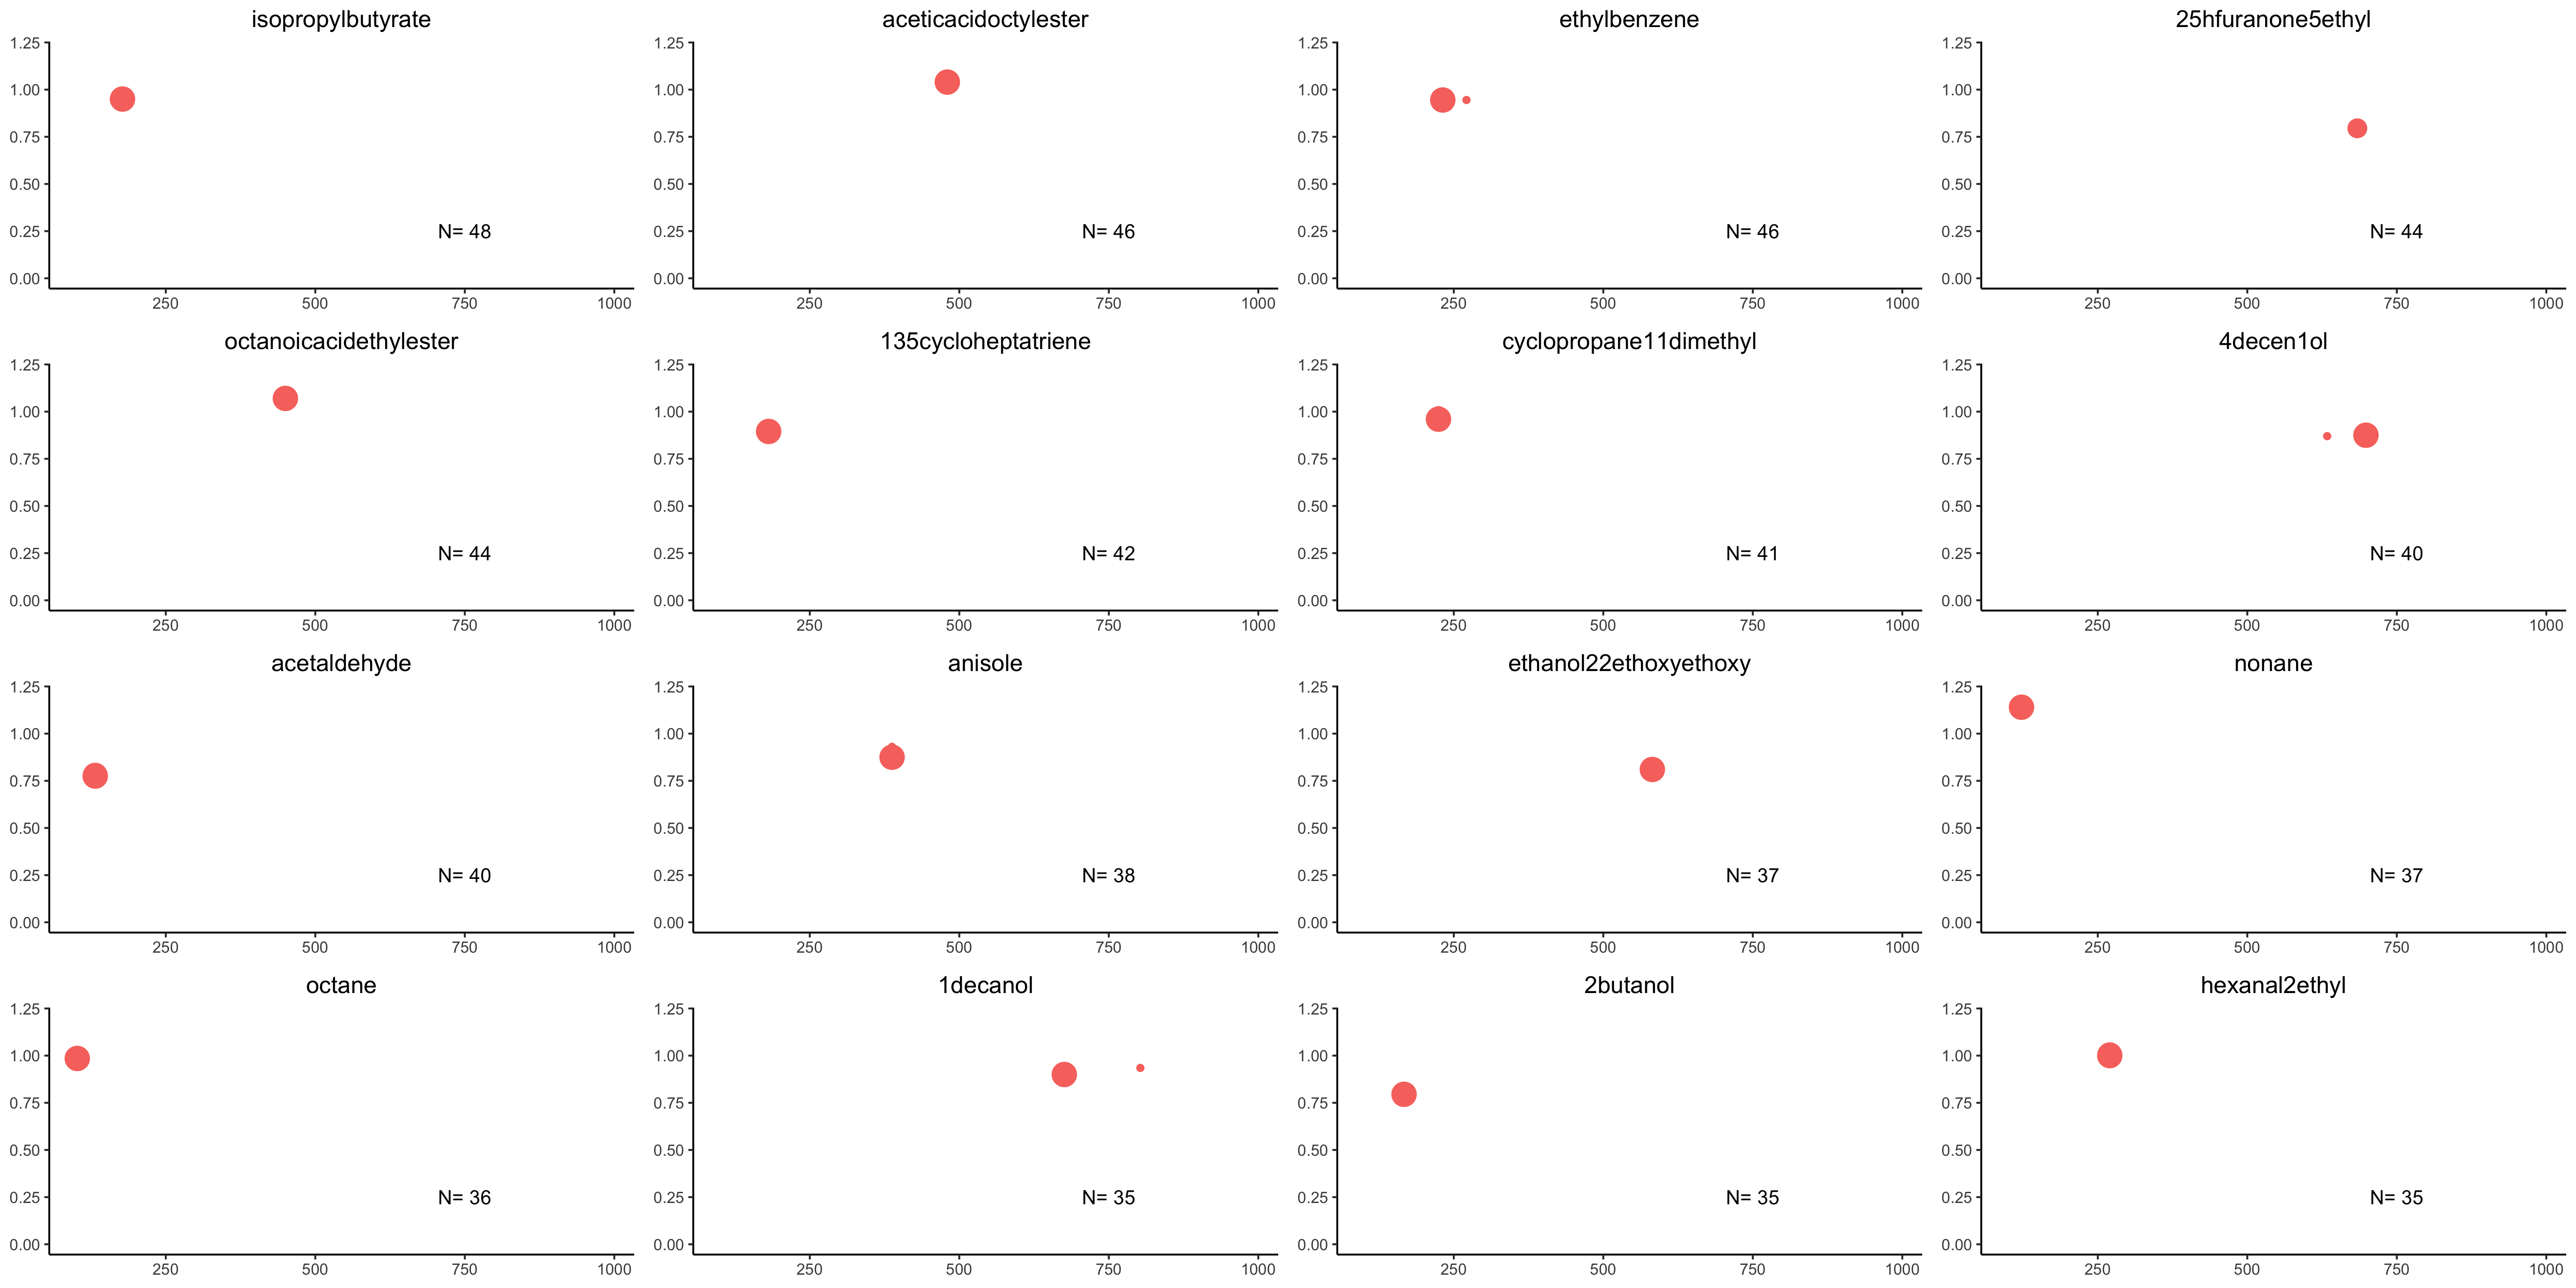 isopropylbutyrate
1.25
1.00
0.75
0.50
0.25
0.00
N= 48
250 500 750 1000
aceticacidoctylester
1.25
1.00
0.75
0.50
0.25
0.00
N= 46
250 500 750 1000
ethylbenzene
1.25
1.00
0.75
0.50
0.25
0.00
N= 46
250 500 750 1000
25hfuranone5ethyl
1.25
1.00
0.75
0.50
0.25
0.00
N= 44
250 500 750 1000
octanoicacidethylester
1.25
1.00
0.75
0.50
0.25
0.00
N= 44
250 500 750 1000
135cycloheptatriene
1.25
1.00
0.75
0.50
0.25
0.00
N= 42
250 500 750 1000
cyclopropane11dimethyl
1.25
1.00
0.75
0.50
0.25
0.00
N= 41
250 500 750 1000
4decen1ol
1.25
1.00
0.75
0.50
0.25
0.00
N= 40
250 500 750 1000
acetaldehyde
1.25
1.00
0.75
0.50
0.25
0.00
N= 40
250 500 750 1000
anisole
1.25
1.00
0.75
0.50
0.25
0.00
N= 38
250 500 750 1000
ethanol22ethoxyethoxy
1.25
1.00
0.75
0.50
0.25
0.00
N= 37
250 500 750 1000
nonane
1.25
1.00
0.75
0.50
0.25
0.00
N= 37
250 500 750 1000
octane
1.25
1.00
0.75
0.50
0.25
0.00
N= 36
250 500 750 1000
1decanol
1.25
1.00
0.75
0.50
0.25
0.00
N= 35
250 500 750 1000
2butanol
1.25
1.00
0.75
0.50
0.25
0.00
N= 35
250 500 750 1000
hexanal2ethyl
1.25
1.00
0.75
0.50
0.25
0.00
N= 35
250 500 750 1000